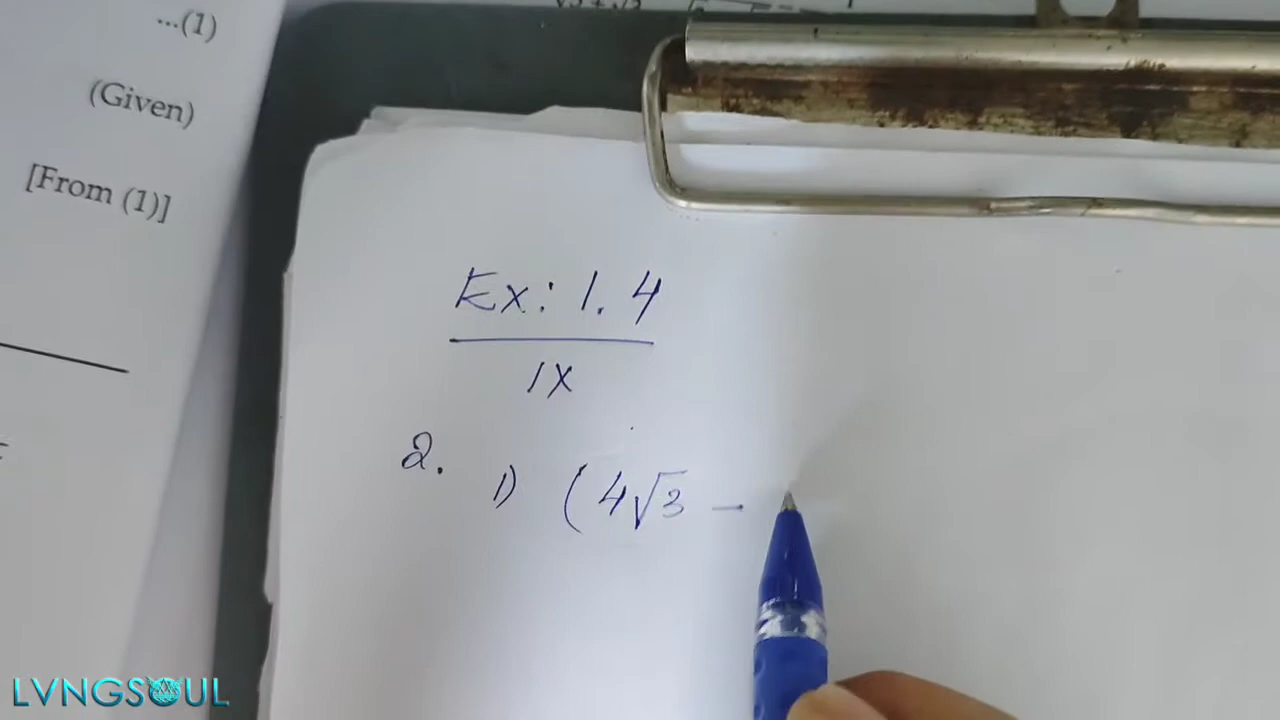 ...(1)
(Given)
[From (1)]
Ex: 1.4
IX
2.
1) (4√3 -
LVNGSOUL